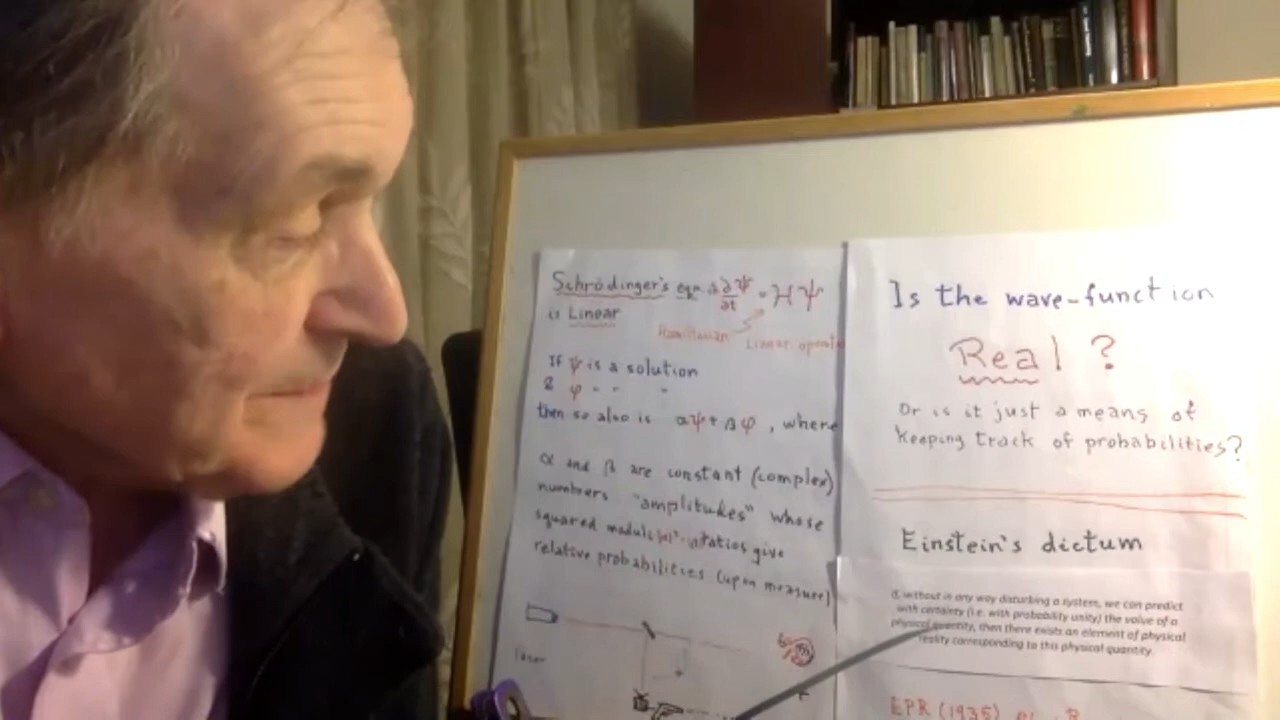 Schrödinger's eqn. iℏ ∂ψ/∂t = Hψ
is Linear
Hamiltonian
Linear
If ψ is a solution
& φ " " "
then so also is αψ+βφ, where
α and β are constant (complex)
numbers "amplitudes" whose
squared moduli ratios give
relative probabilities (upon measure)
laser
Is the wave-function
Real?
Or is it just a means of
keeping track of probabilities?
Einstein's dictum
If, without in any way disturbing a system, we can predict
with certainty (i.e. with probability unity) the value of a
physical quantity, then there exists an element of physical
reality corresponding to this physical quantity.
EPR (1935)